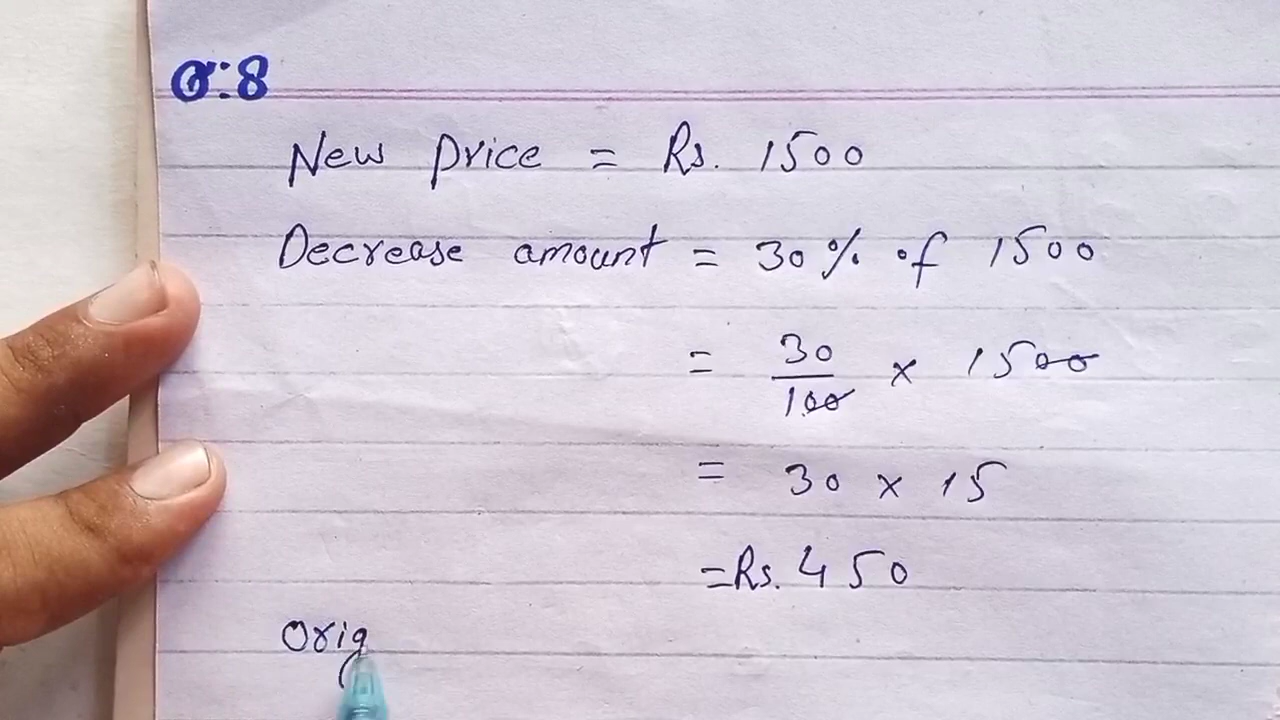 Q:8
New Price = Rs. 1500
Decrease amount = 30% of 1500
= 30/100 × 1500
= 30 × 15
=Rs. 450
Orig